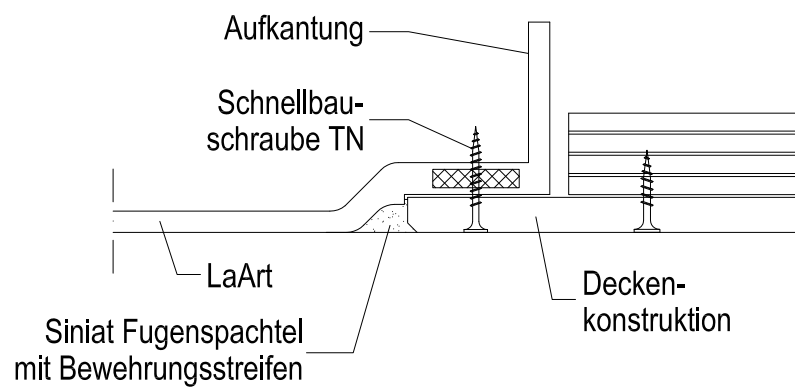 Aufkantung
Schnellbau-
schraube TN
LaArt
Siniat Fugenspachtel
mit Bewehrungsstreifen
Decken-
konstruktion